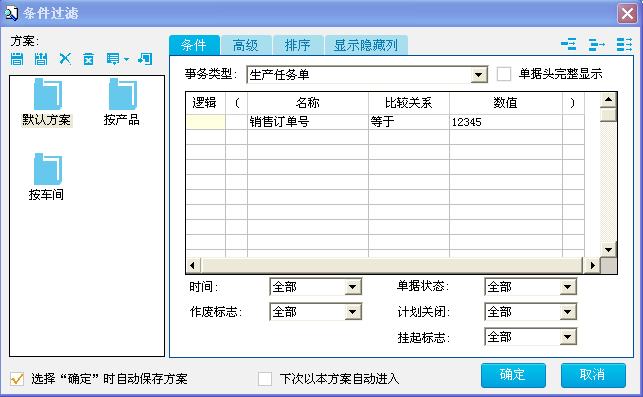 条件过滤
方案:
默认方案
按产品
按车间
条件
高级
排序
显示隐藏列
事务类型:
生产任务单
单据头完整显示
逻辑 ( 名称 比较关系 数值 )
销售订单号 等于 12345
时间: 全部
单据状态: 全部
作废标志: 全部
计划关闭: 全部
挂起标志: 全部
选择“确定”时自动保存方案
下次以本方案自动进入
确定
取消